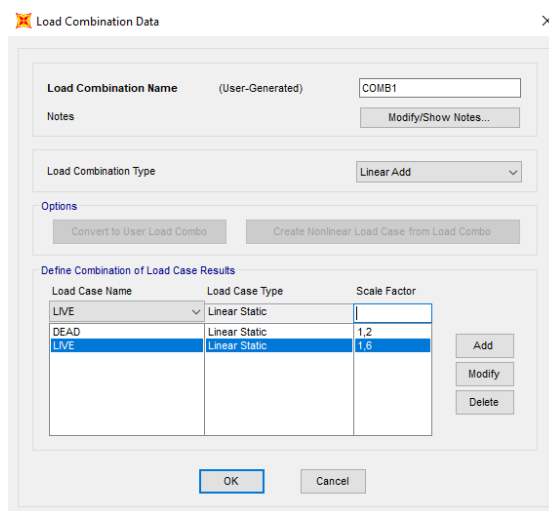 Load Combination Data
Load Combination Name (User-Generated) COMB1
Notes Modify/Show Notes...
Load Combination Type Linear Add
Options
Convert to User Load Combo Create Nonlinear Load Case from Load Combo
Define Combination of Load Case Results
Load Case Name Load Case Type Scale Factor
LIVE Linear Static
DEAD Linear Static 1,2
LIVE Linear Static 1,6
Add
Modify
Delete
OK Cancel